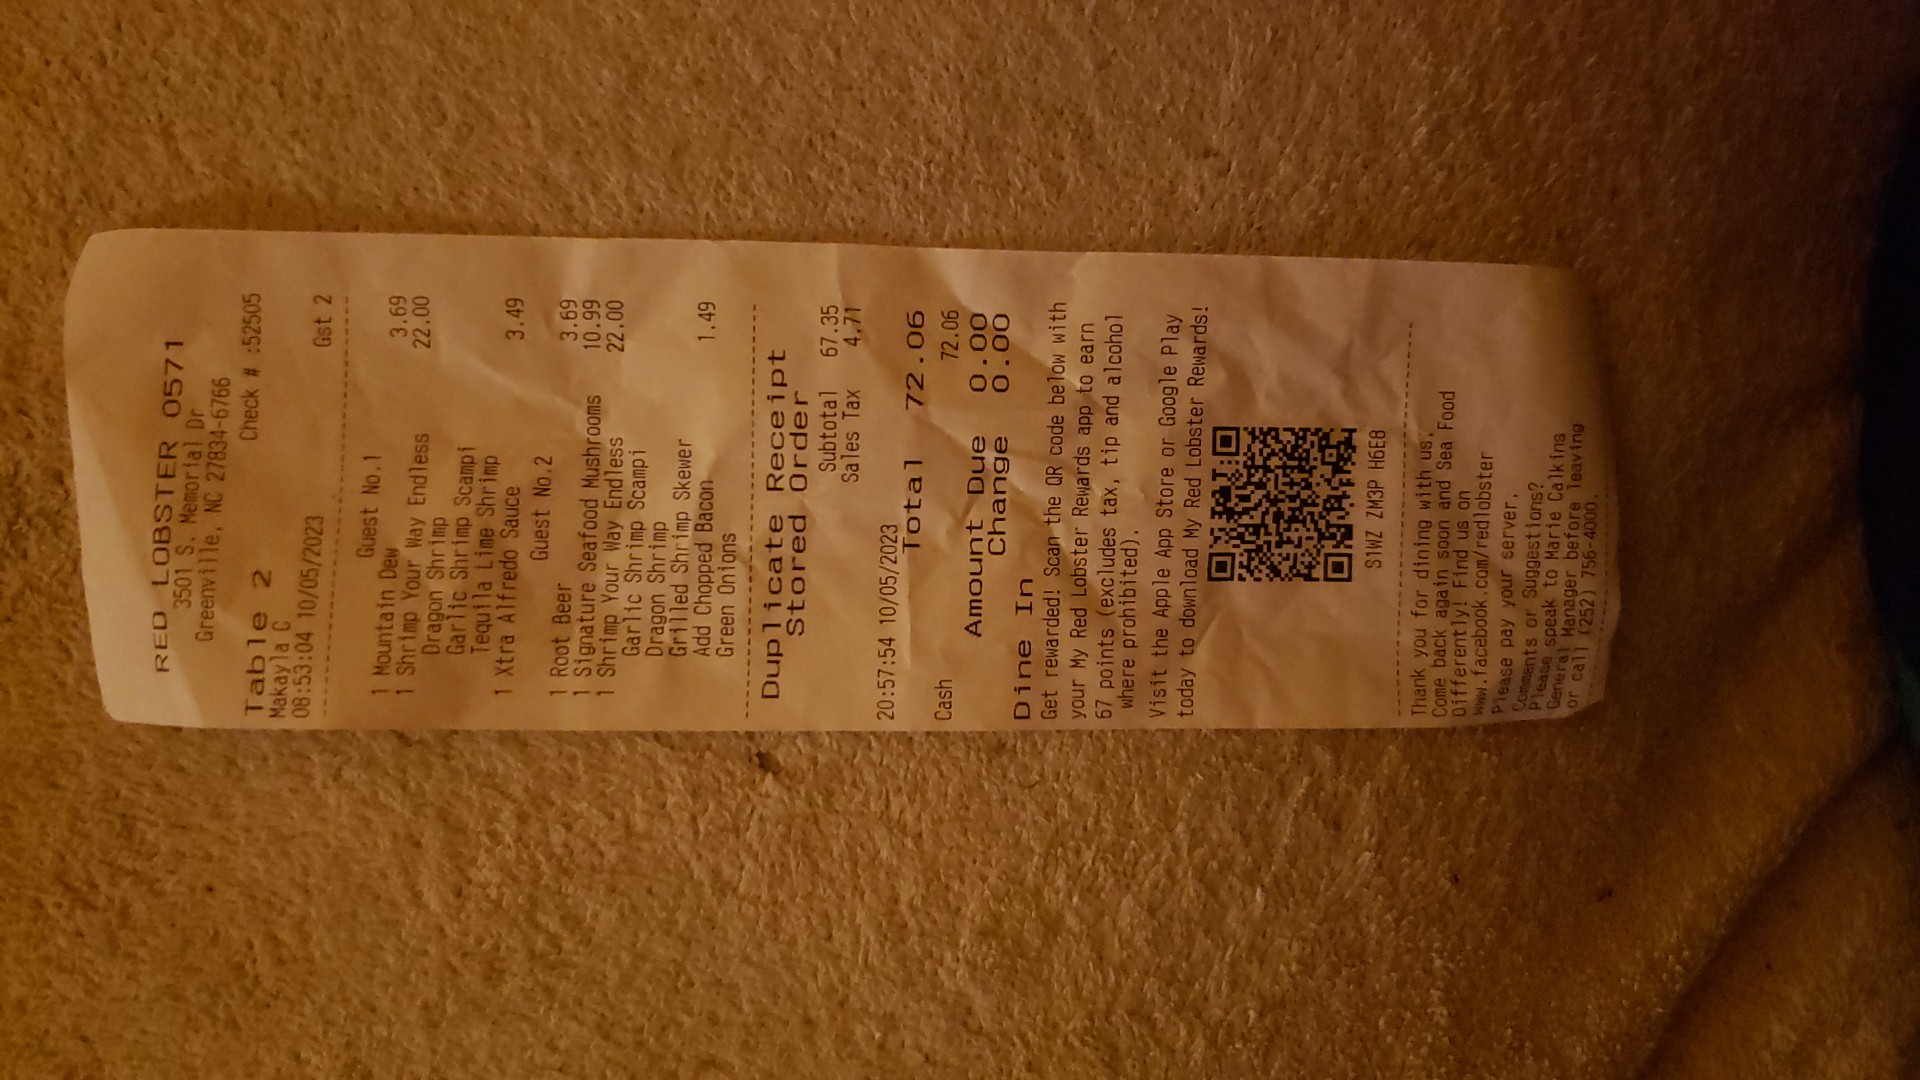 RED LOBSTER 0571
3501 S. Memorial Dr
Greenville, NC 27834-6766
Table 2 Check # :52505
Makayla C
08:53:04 10/05/2023 Gst 2
Guest No.1
1 Mountain Dew 3.69
1 Shrimp Your Way Endless 22.00
Dragon Shrimp
Garlic Shrimp Scampi
Tequila Lime Shrimp
1 Xtra Alfredo Sauce 3.49
Guest No.2
1 Root Beer 3.69
1 Signature Seafood Mushrooms 10.99
1 Shrimp Your Way Endless 22.00
Garlic Shrimp Scampi
Dragon Shrimp
Grilled Shrimp Skewer
Add Chopped Bacon 1.49
Green Onions
Duplicate Receipt
Stored Order
Subtotal 67.35
Sales Tax 4.71
20:57:54 10/05/2023
Total 72.06
Cash 72.06
Amount Due 0.00
Change 0.00
Dine In
Get rewarded! Scan the QR code below with
your My Red Lobster Rewards app to earn
67 points (excludes tax, tip and alcohol
where prohibited).
Visit the Apple App Store or Google Play
today to download My Red Lobster Rewards!
S1WZ ZM3P H6E8
Thank you for dining with us,
Come back again soon and Sea Food
Differently! Find us on
www.facebook.com/redlobster
Please pay your server.
Comments or Suggestions?
Please speak to Marie Calkins
General Manager before leaving
or call (252) 756-4000.